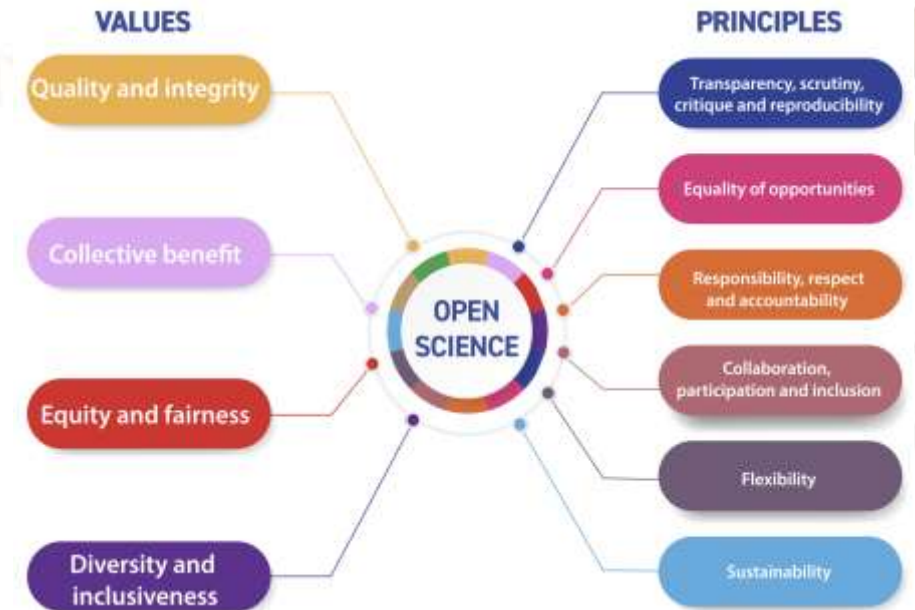 VALUES
Quality and integrity
Collective benefit
Equity and fairness
Diversity and
inclusiveness
OPEN
SCIENCE
PRINCIPLES
Transparency, scrutiny,
critique and reproducibility
Equality of opportunities
Responsibility, respect
and accountability
Collaboration,
participation and inclusion
Flexibility
Sustainability